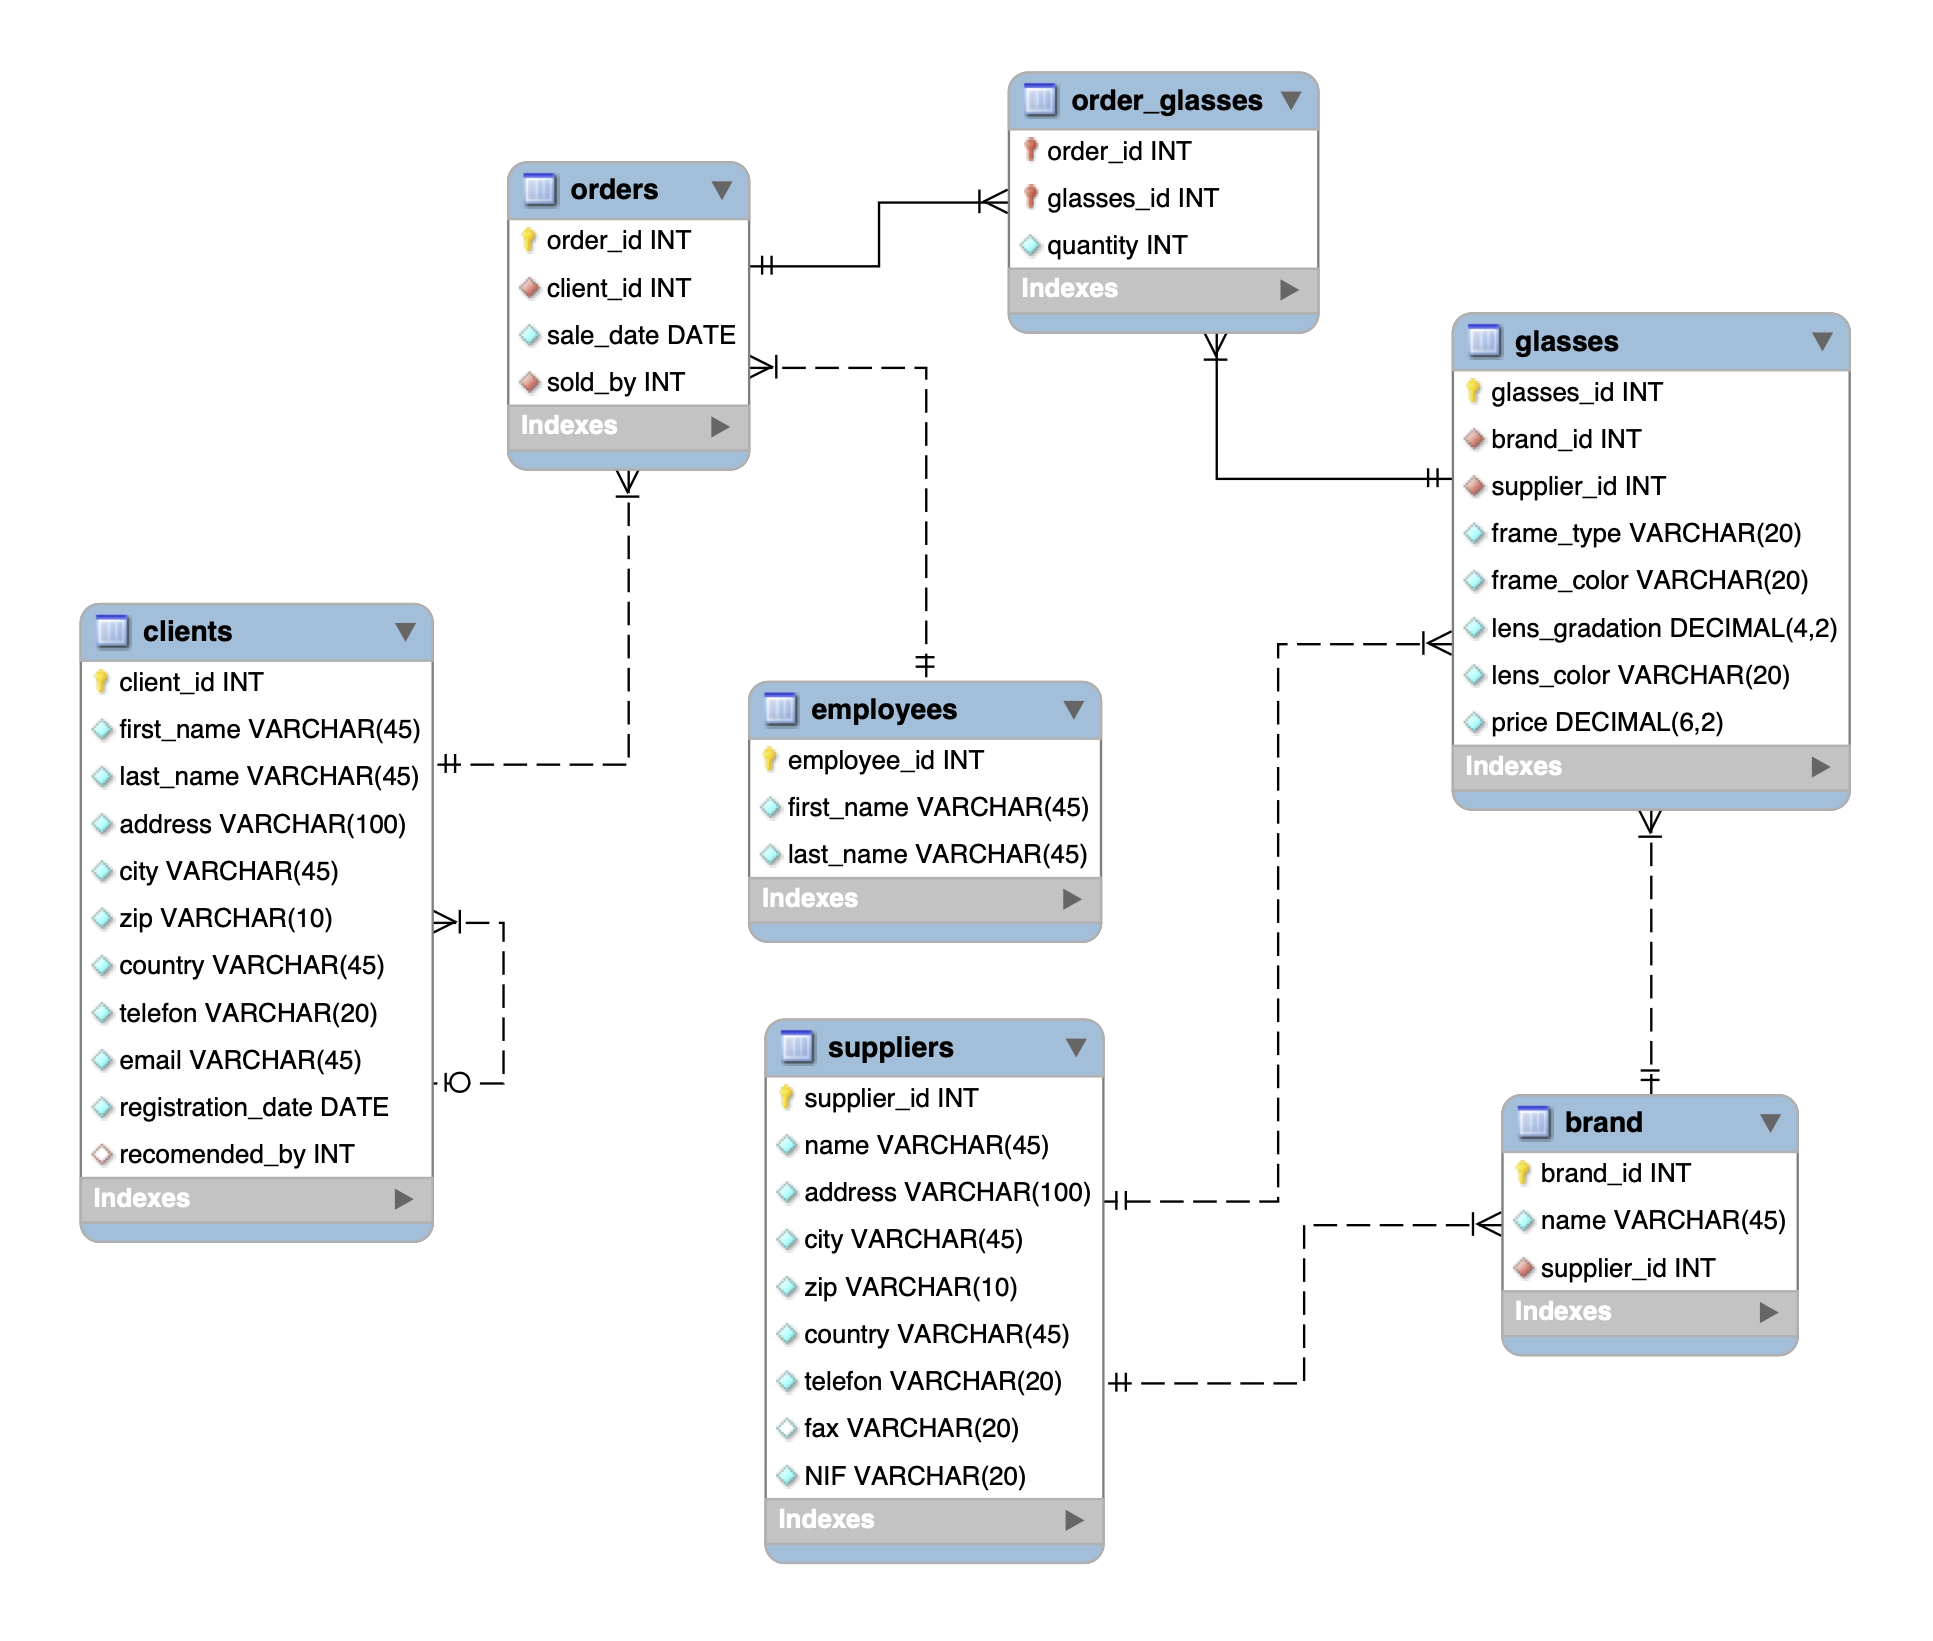 order_glasses
order_id INT
glasses_id INT
quantity INT
Indexes
orders
order_id INT
client_id INT
sale_date DATE
sold_by INT
Indexes
glasses
glasses_id INT
brand_id INT
supplier_id INT
frame_type VARCHAR(20)
frame_color VARCHAR(20)
lens_gradation DECIMAL(4,2)
lens_color VARCHAR(20)
price DECIMAL(6,2)
Indexes
clients
client_id INT
first_name VARCHAR(45)
last_name VARCHAR(45)
address VARCHAR(100)
city VARCHAR(45)
zip VARCHAR(10)
country VARCHAR(45)
telefon VARCHAR(20)
email VARCHAR(45)
registration_date DATE
recomended_by INT
Indexes
employees
employee_id INT
first_name VARCHAR(45)
last_name VARCHAR(45)
Indexes
suppliers
supplier_id INT
name VARCHAR(45)
address VARCHAR(100)
city VARCHAR(45)
zip VARCHAR(10)
country VARCHAR(45)
telefon VARCHAR(20)
fax VARCHAR(20)
NIF VARCHAR(20)
Indexes
brand
brand_id INT
name VARCHAR(45)
supplier_id INT
Indexes